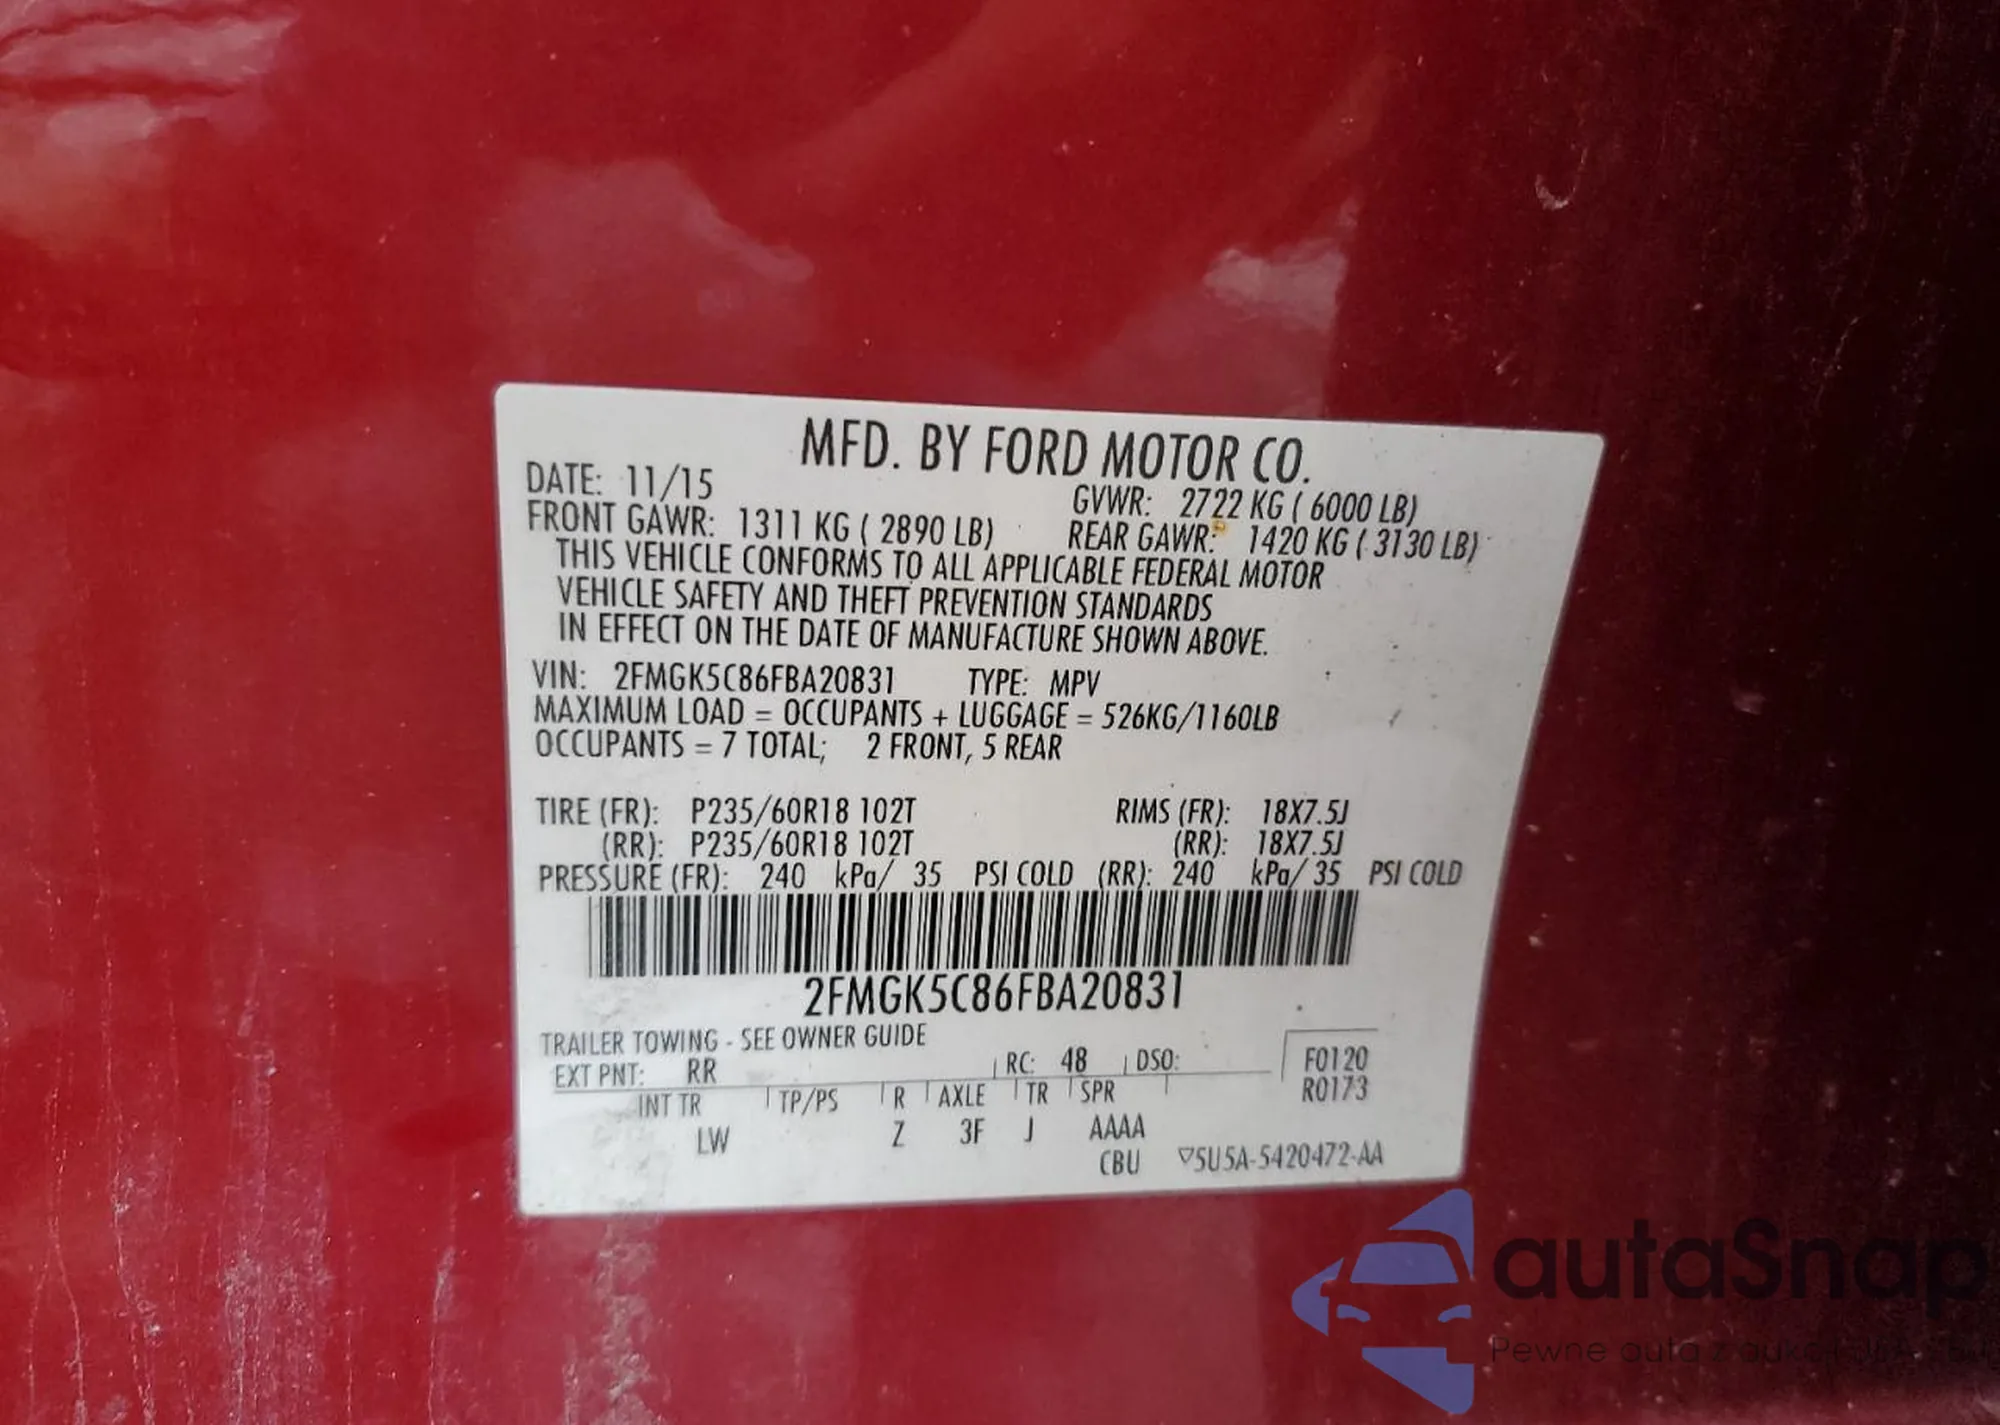 MFD. BY FORD MOTOR CO.
DATE: 11/15 GVWR: 2722 KG ( 6000 LB)
FRONT GAWR: 1311 KG ( 2890 LB) REAR GAWR: 1420 KG ( 3130 LB)
THIS VEHICLE CONFORMS TO ALL APPLICABLE FEDERAL MOTOR
VEHICLE SAFETY AND THEFT PREVENTION STANDARDS
IN EFFECT ON THE DATE OF MANUFACTURE SHOWN ABOVE.
VIN: 2FMGK5C86FBA20831 TYPE: MPV
MAXIMUM LOAD = OCCUPANTS + LUGGAGE = 526KG/1160LB
OCCUPANTS = 7 TOTAL; 2 FRONT, 5 REAR
TIRE (FR): P235/60R18 102T RIMS (FR): 18X7.5J
(RR): P235/60R18 102T (RR): 18X7.5J
PRESSURE (FR): 240 kPa/ 35 PSI COLD (RR): 240 kPa/ 35 PSI COLD
2FMGK5C86FBA20831
TRAILER TOWING - SEE OWNER GUIDE
EXT PNT: RR RC: 48 DSO: F0120
R0173
INT TR TP/PS R AXLE TR SPR
LW Z 3F J AAAA
CBU ▽5U5A-5420472-AA
autaSnap
Pewne auta z